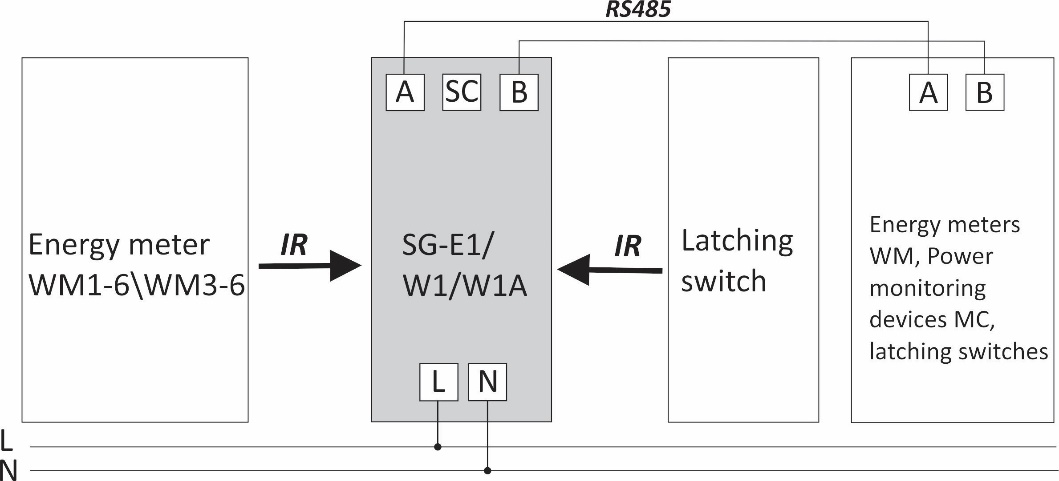 RS485
A SC B
A B
Energy meter
WM1-6\WM3-6
IR
SG-E1/
W1/W1A
IR
Latching
switch
Energy meters
WM, Power
monitoring
devices MC,
latching switches
L N
L
N